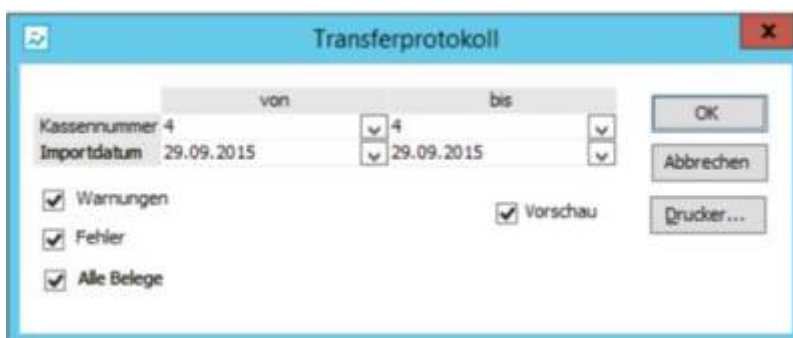 Transferprotokoll
x
von bis
Kassennummer 4 4
Importdatum 29.09.2015 29.09.2015
OK
Abbrechen
Drucker...
Warnungen
Vorschau
Fehler
Alle Belege